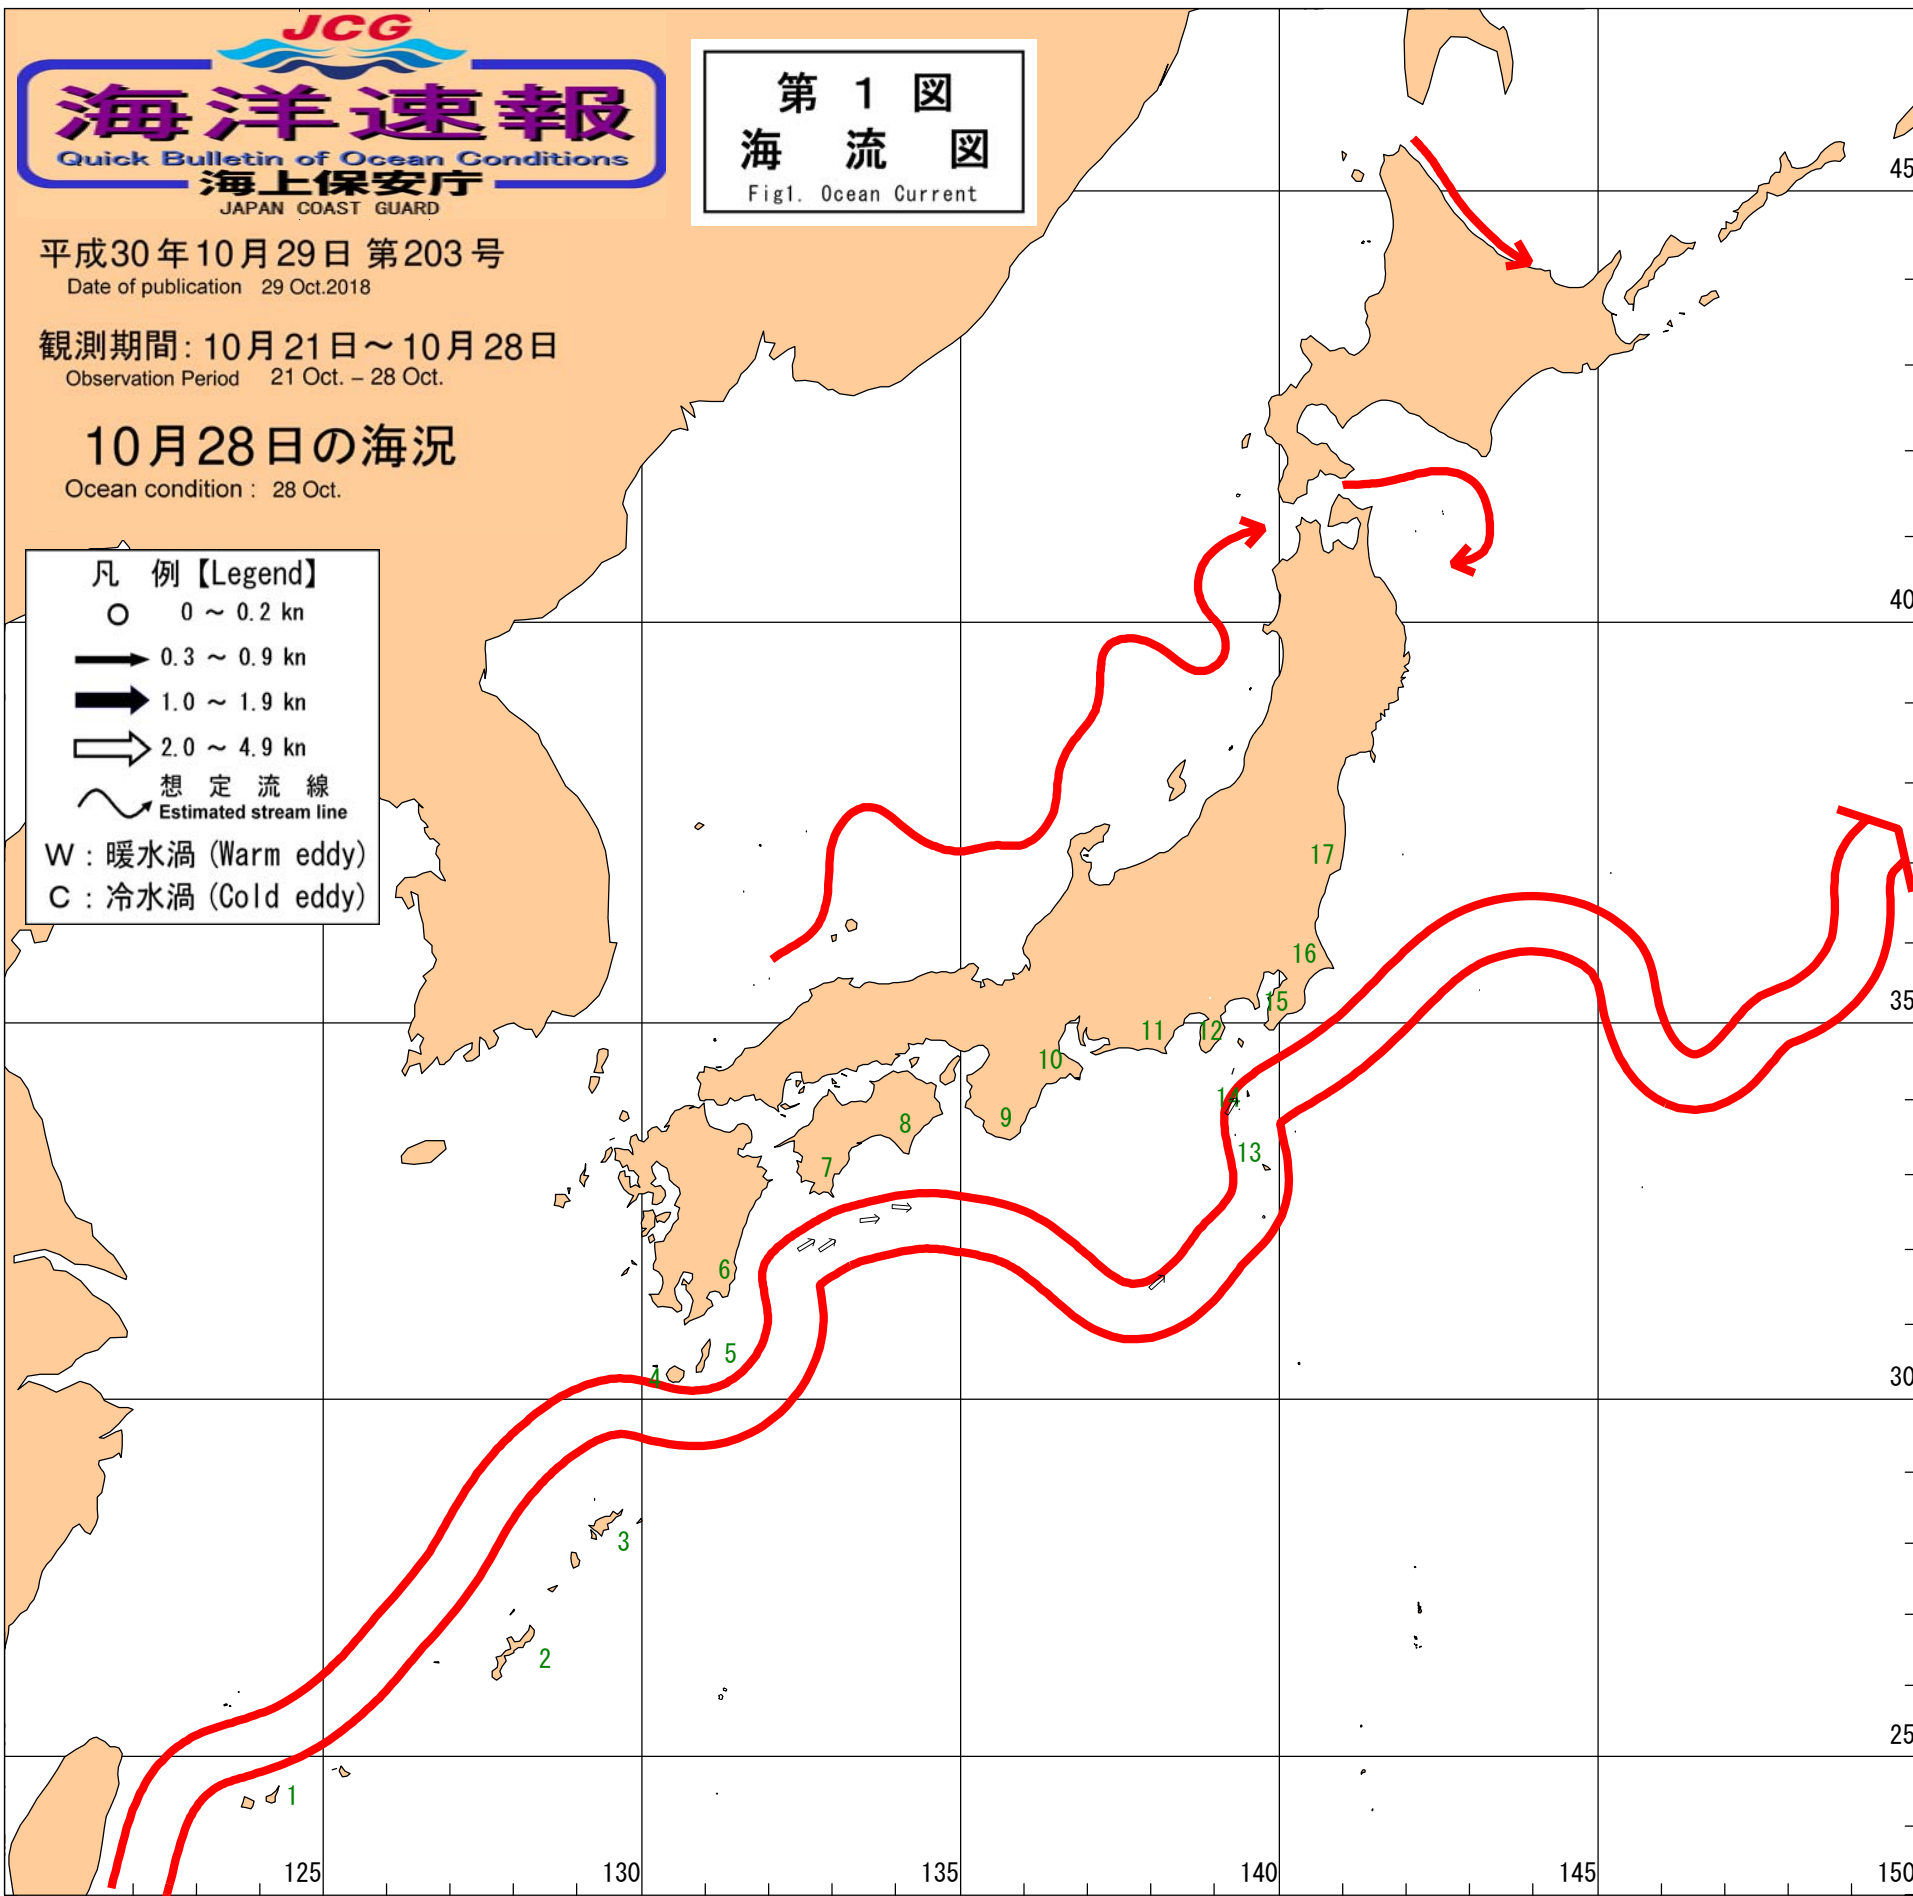 JCG
海洋速報
Quick Bulletin of Ocean Conditions
海上保安庁
JAPAN COAST GUARD
第 1 図
海 流 図
Fig1. Ocean Current
平成30年10月29日 第203号
Date of publication 29 Oct.2018
観測期間: 10月21日～10月28日
Observation Period 21 Oct. – 28 Oct.
10月28日の海況
Ocean condition : 28 Oct.
凡 例【Legend】
0 ～ 0.2 kn
0.3 ～ 0.9 kn
1.0 ～ 1.9 kn
2.0 ～ 4.9 kn
想 定 流 線
Estimated stream line
W : 暖水渦 (Warm eddy)
C : 冷水渦 (Cold eddy)
45
40
17
16
35
15
12
11
10
14
9
8
13
7
6
5
4
30
3
2
25
1
125
130
135
140
145
150